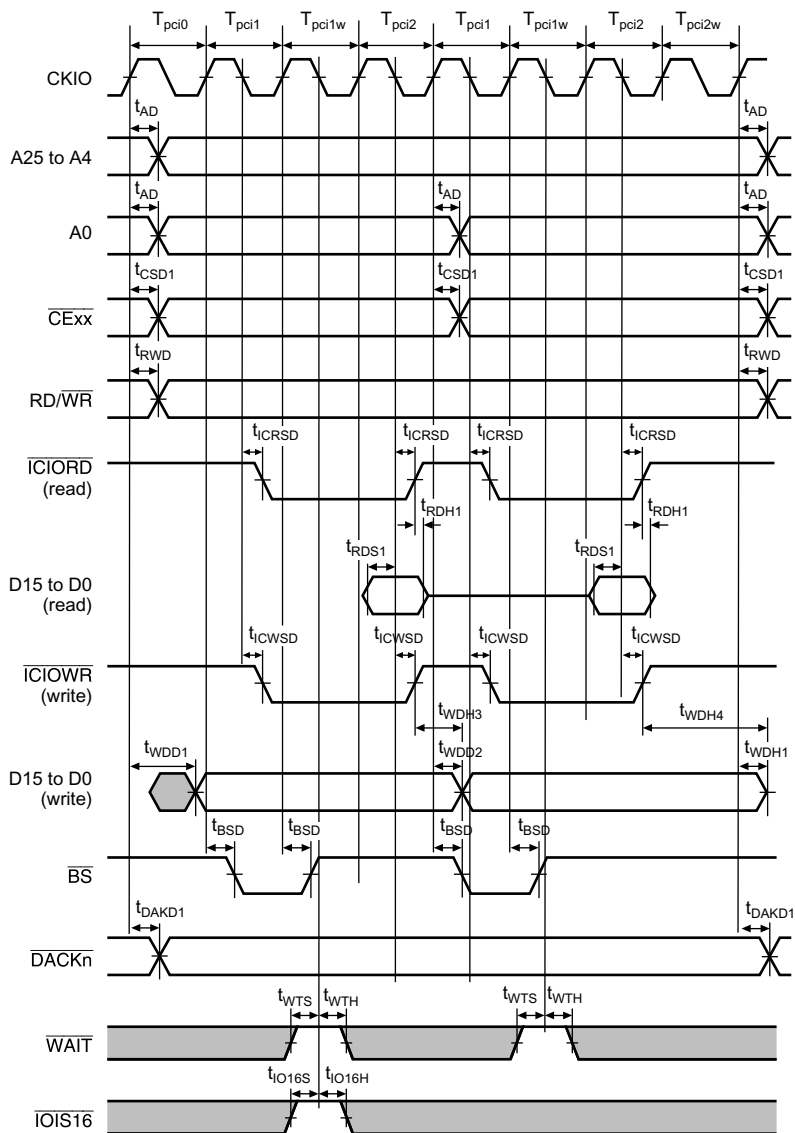 Tpci0 Tpci1 Tpci1w Tpci2 Tpci1 Tpci1w Tpci2 Tpci2w
CKIO
tAD tAD
A25 to A4
tAD tAD tAD
A0
tCSD1 tCSD1 tCSD1
CExx
tRWD tRWD
RD/WR
tICRSD tICRSD tICRSD tICRSD
ICIORD
(read)
tRDH1 tRDH1
tRDS1 tRDS1
D15 to D0
(read)
tICWSD tICWSD tICWSD tICWSD
ICIOWR
(write)
tWDH3 tWDH4
tWDD1 tWDD2 tWDH1
D15 to D0
(write)
tBSD tBSD tBSD tBSD
BS
tDAKD1 tDAKD1
DACKn
tWTS tWTH tWTS tWTH
WAIT
tIO16S tIO16H
IOIS16